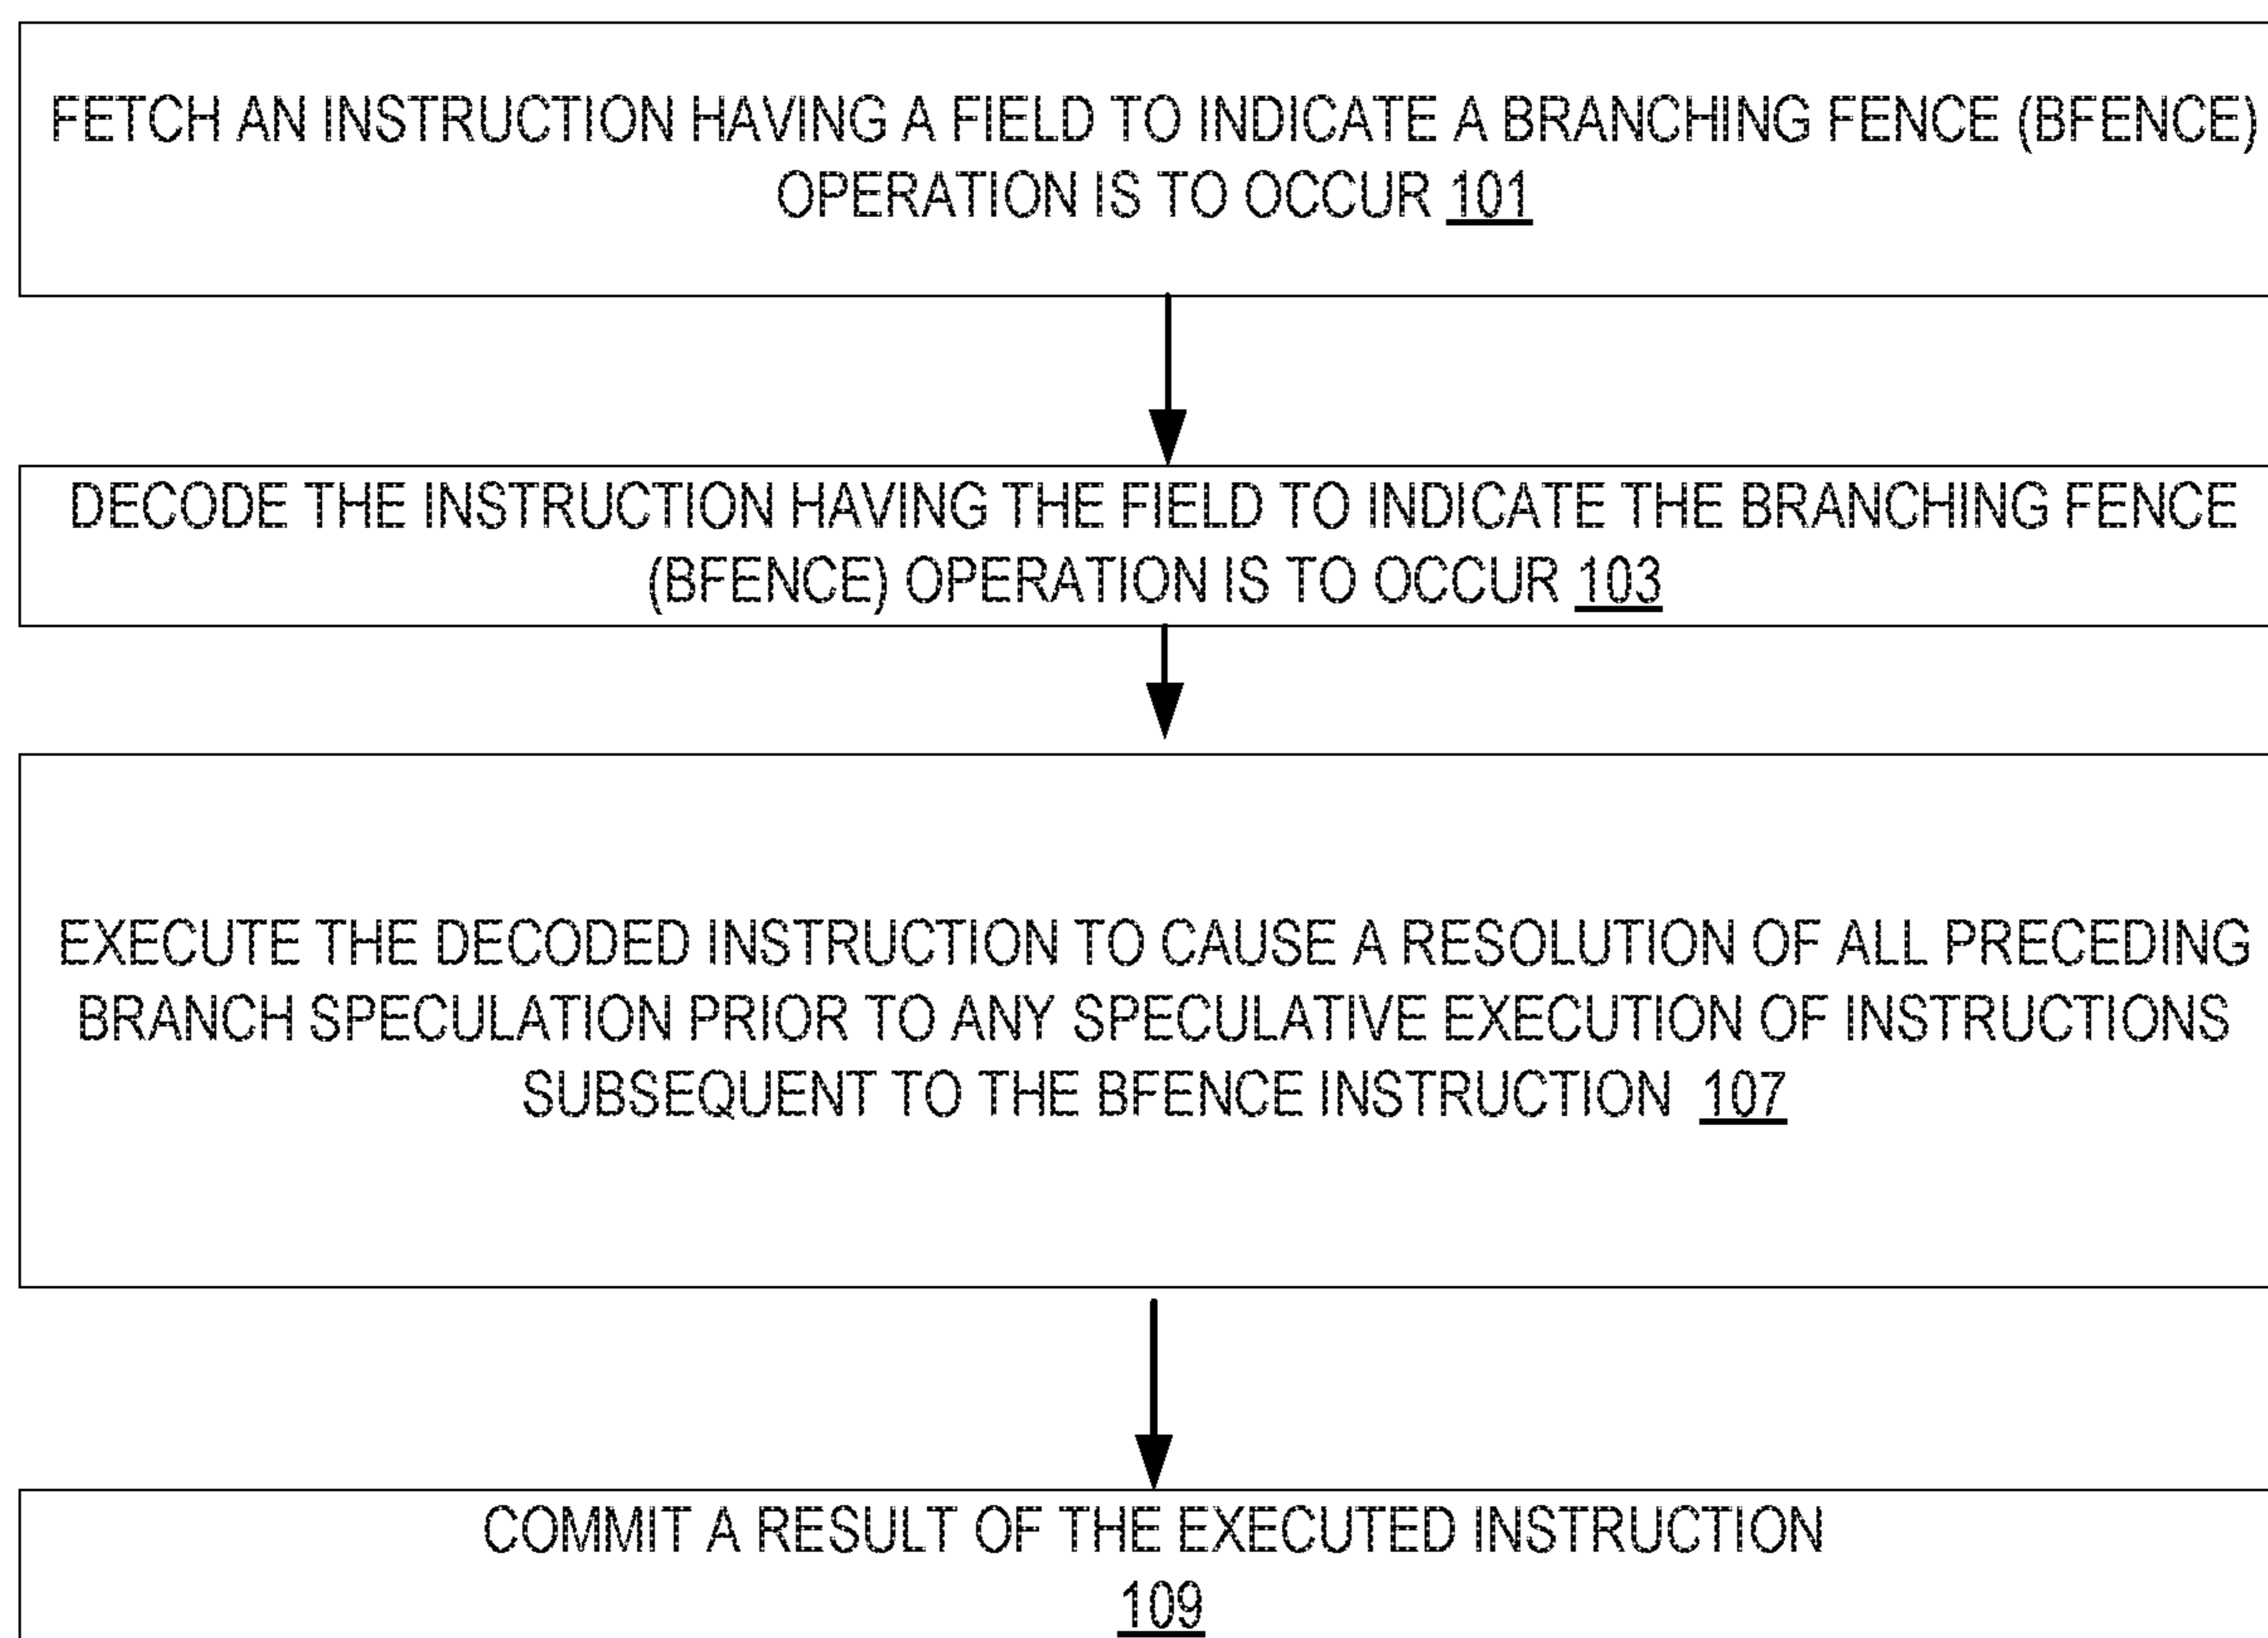 FETCH AN INSTRUCTION HAVING A FIELD TO INDICATE A BRANCHING FENCE (BFENCE)
OPERATION IS TO OCCUR 101
DECODE THE INSTRUCTION HAVING THE FIELD TO INDICATE THE BRANCHING FENCE
(BFENCE) OPERATION IS TO OCCUR 103
EXECUTE THE DECODED INSTRUCTION TO CAUSE A RESOLUTION OF ALL PRECEDING
BRANCH SPECULATION PRIOR TO ANY SPECULATIVE EXECUTION OF INSTRUCTIONS
SUBSEQUENT TO THE BFENCE INSTRUCTION 107
COMMIT A RESULT OF THE EXECUTED INSTRUCTION
109